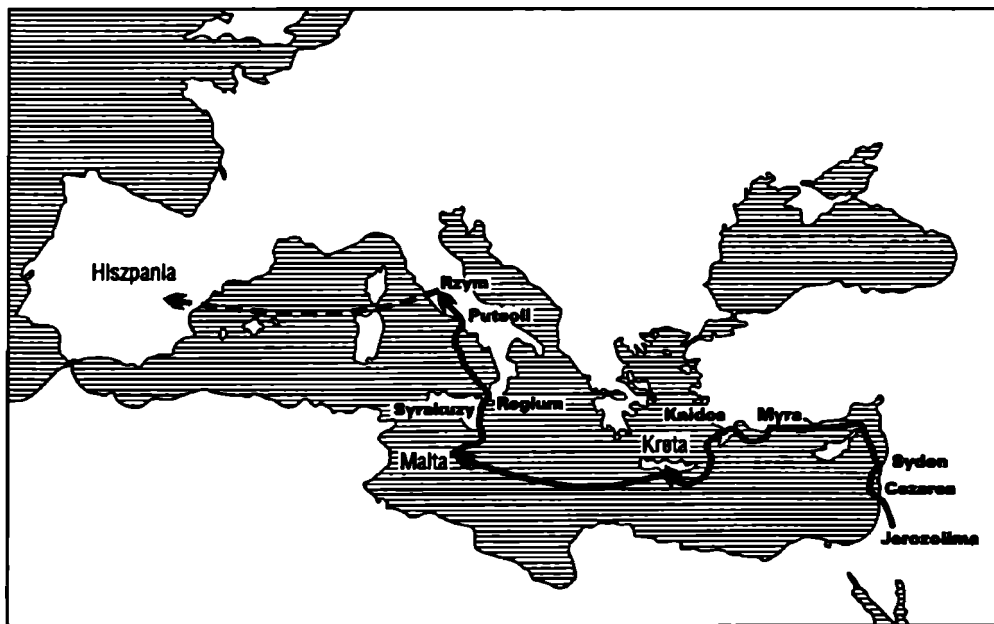 Hiszpania
Rzym
Puteoli
Syrakuzy
Regium
Knidos
Myra
Malta
Kreta
Sydon
Cezarea
Jerozolima